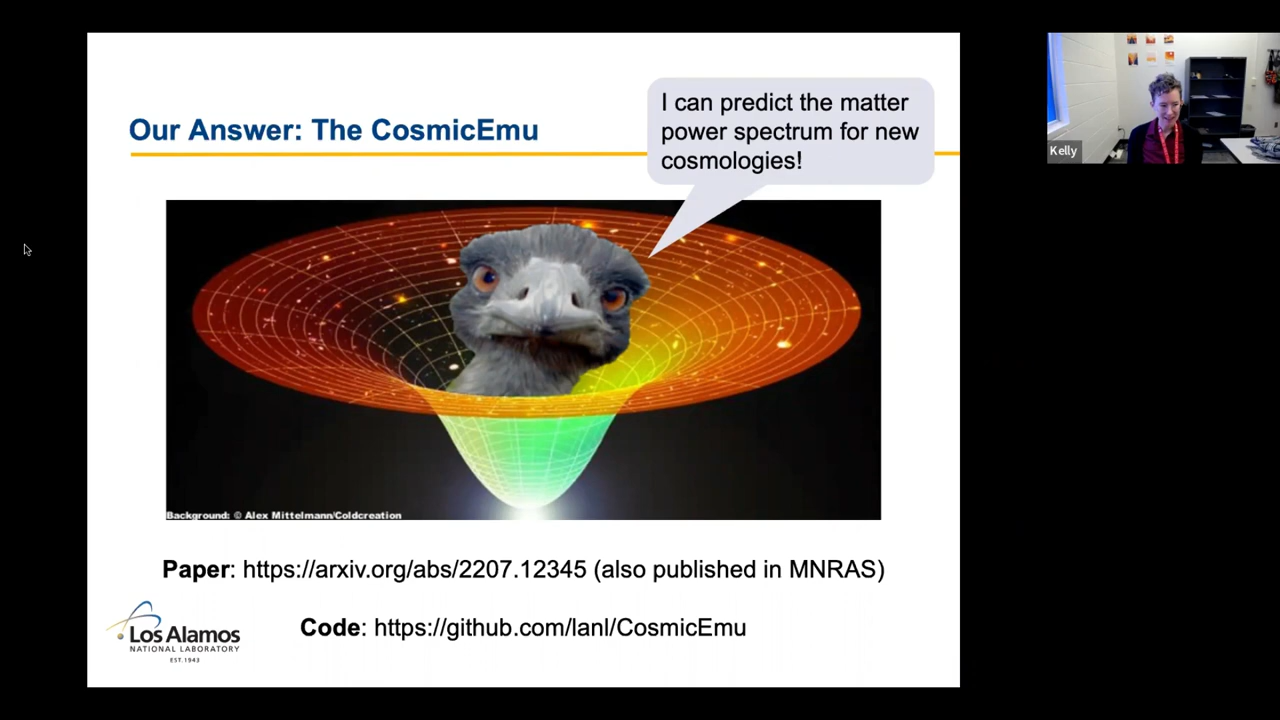 Our Answer: The CosmicEmu
I can predict the matter
power spectrum for new
cosmologies!
Kelly
Background: © Alex Mittelmann/Coldcreation
Paper: https://arxiv.org/abs/2207.12345 (also published in MNRAS)
Code: https://github.com/lanl/CosmicEmu
Los Alamos
NATIONAL LABORATORY
EST. 1943